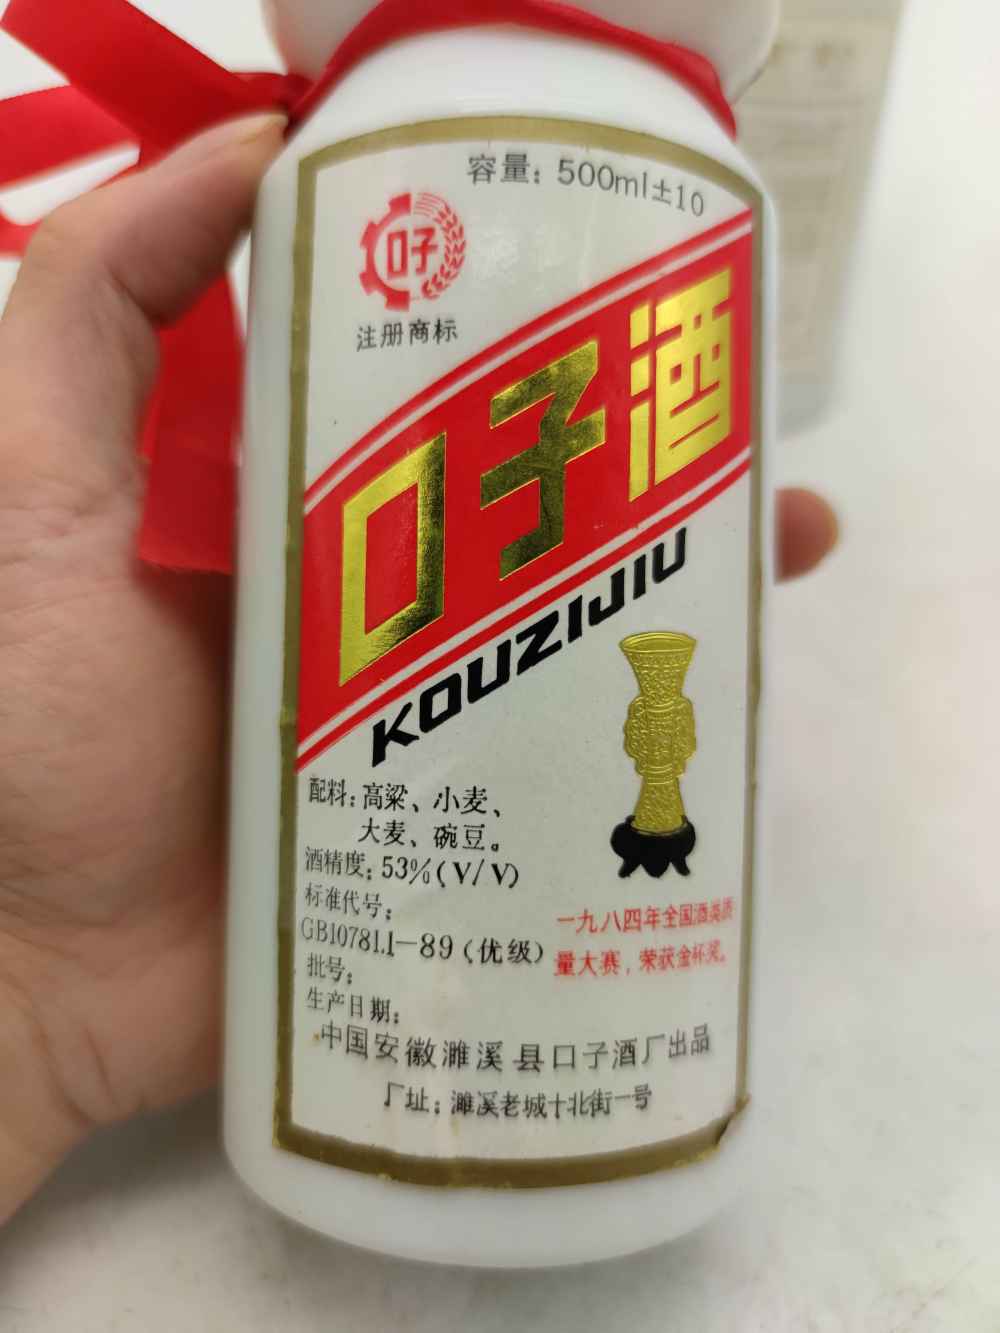 容量：500ml±10
口子
注册商标
口子酒
KOUZIJIU
配料：高粱、小麦、
大麦、碗豆。
酒精度：53%(V/V)
标准代号：
GB10781.1—89(优级)
批号：
生产日期：
一九八四年全国酒类质
量大赛，荣获金杯奖。
中国安徽濉溪县口子酒厂出品
厂址：濉溪老城十北街一号